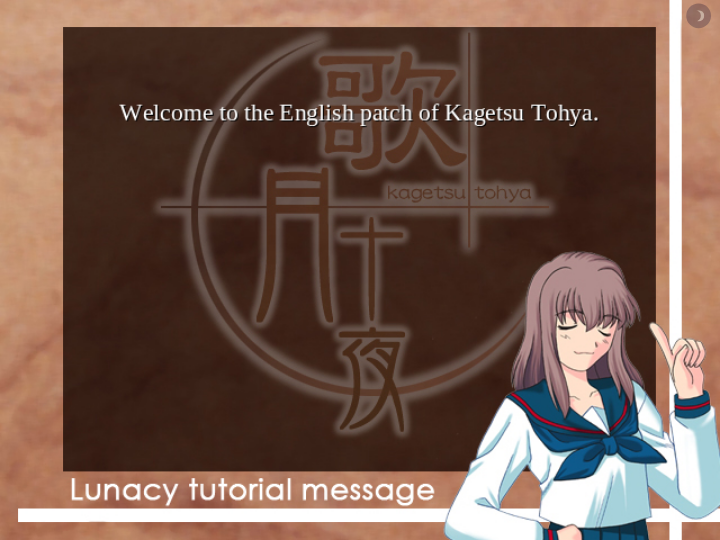 Welcome to the English patch of Kagetsu Tohya.
歌
kagetsu tohya
月
十
夜
Lunacy tutorial message